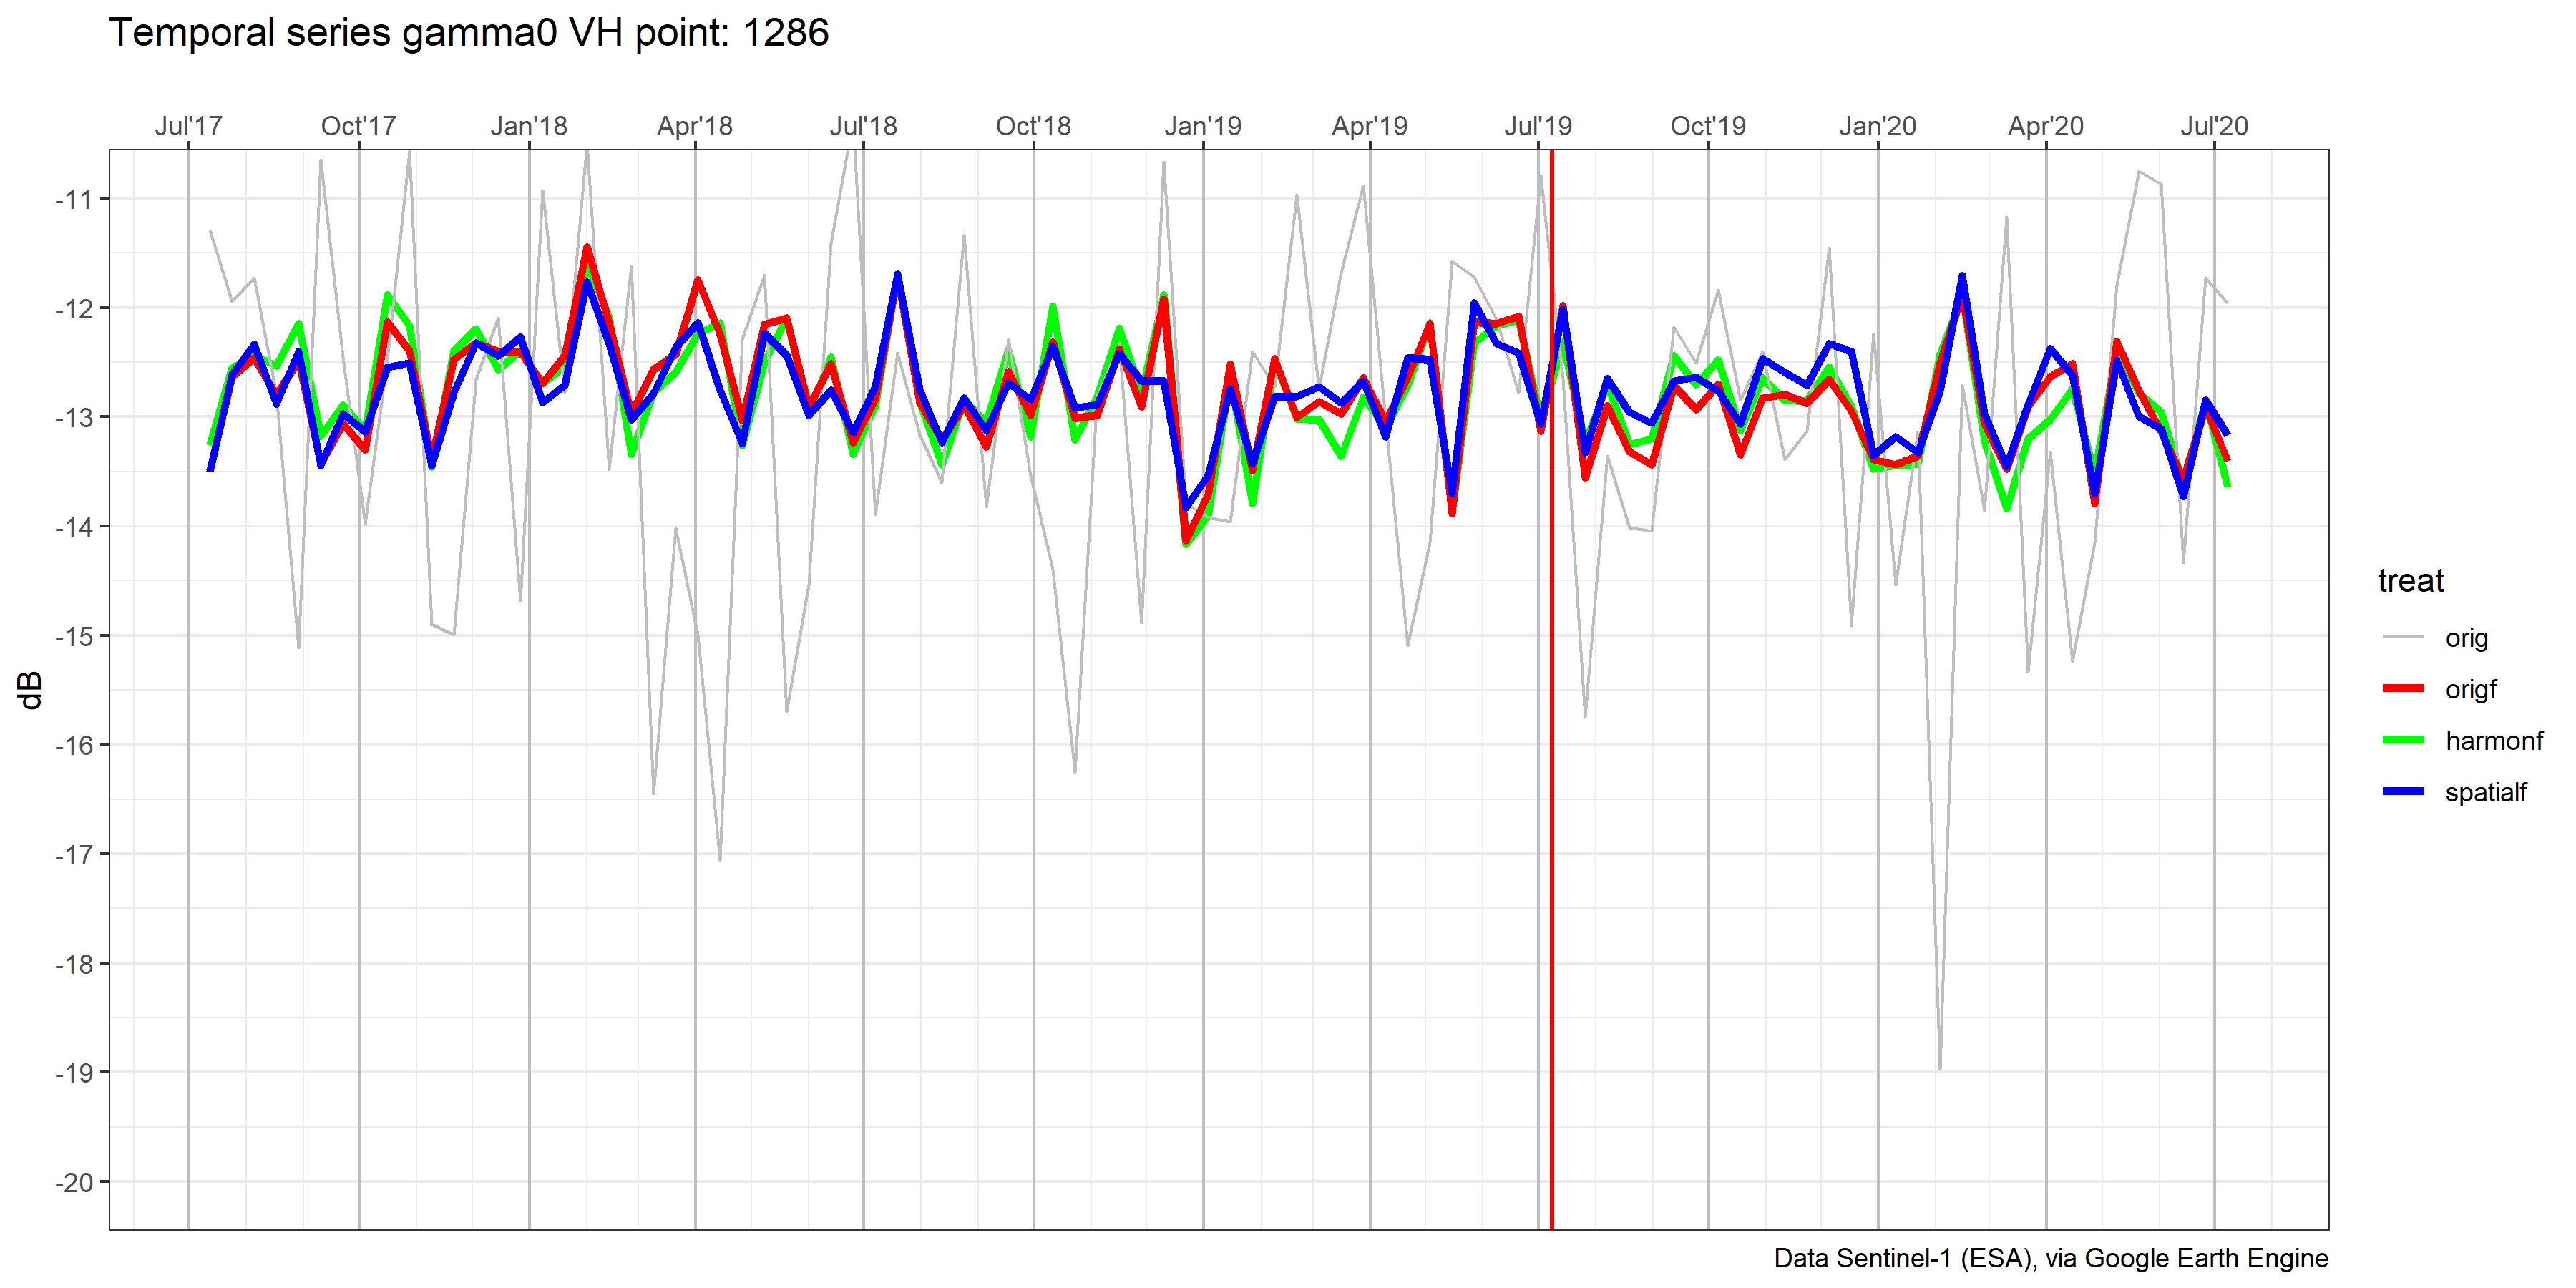 Temporal series gamma0 VH point: 1286
Jul'17 Oct'17 Jan'18 Apr'18 Jul'18 Oct'18 Jan'19 Apr'19 Jul'19 Oct'19 Jan'20 Apr'20 Jul'20
-11
-12
-13
-14
-15
-16
-17
-18
-19
-20
dB
treat
orig
origf
harmonf
spatialf
Data Sentinel-1 (ESA), via Google Earth Engine